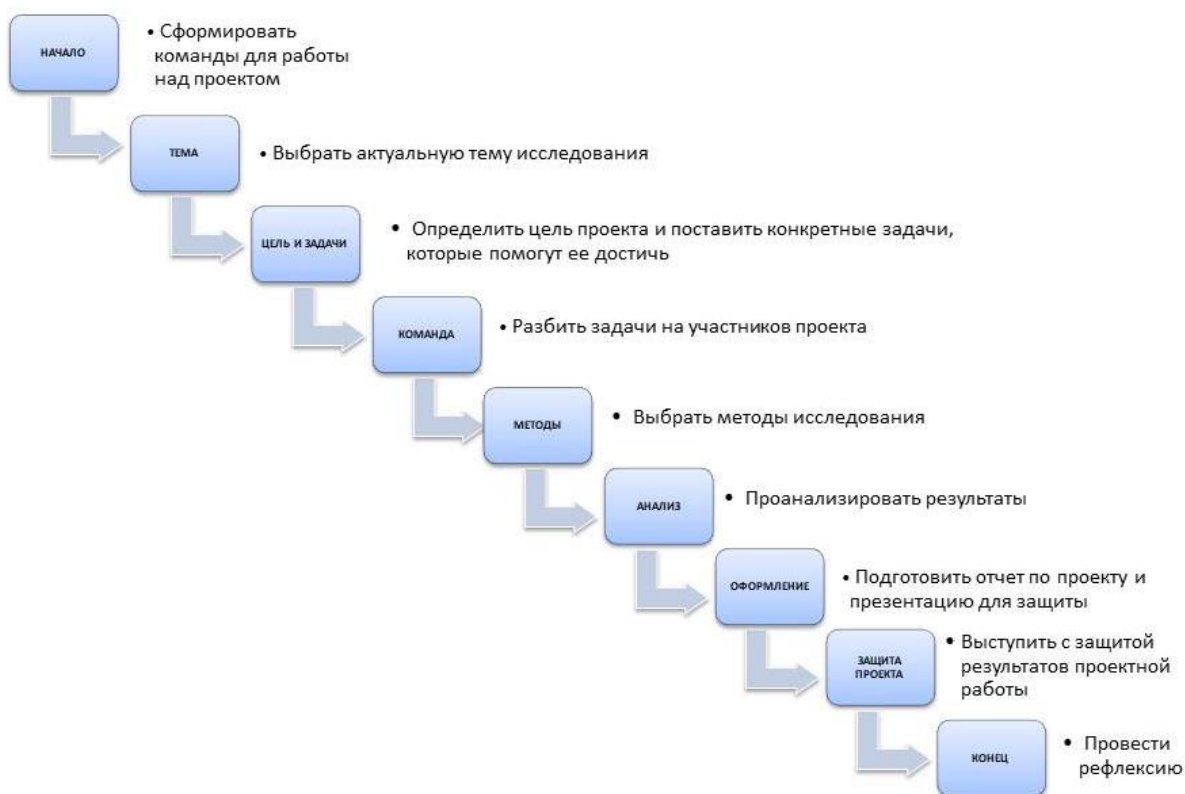 НАЧАЛО
• Сформировать
команды для работы
над проектом
ТЕМА
• Выбрать актуальную тему исследования
ЦЕЛЬ И ЗАДАЧИ
• Определить цель проекта и поставить конкретные задачи,
которые помогут ее достичь
КОМАНДА
• Разбить задачи на участников проекта
МЕТОДЫ
• Выбрать методы исследования
АНАЛИЗ
• Проанализировать результаты
ОФОРМЛЕНИЕ
• Подготовить отчет по проекту и
презентацию для защиты
ЗАЩИТА
ПРОЕКТА
• Выступить с защитой
результатов проектной
работы
КОНЕЦ
• Провести
рефлексию